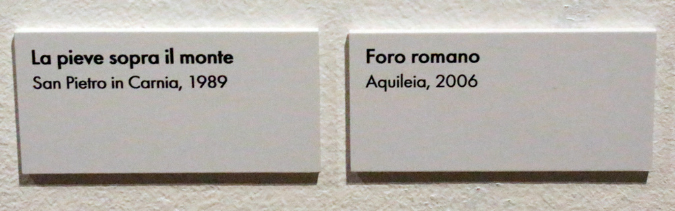 La pieve sopra il monte
San Pietro in Carnia, 1989
Foro romano
Aquileia, 2006